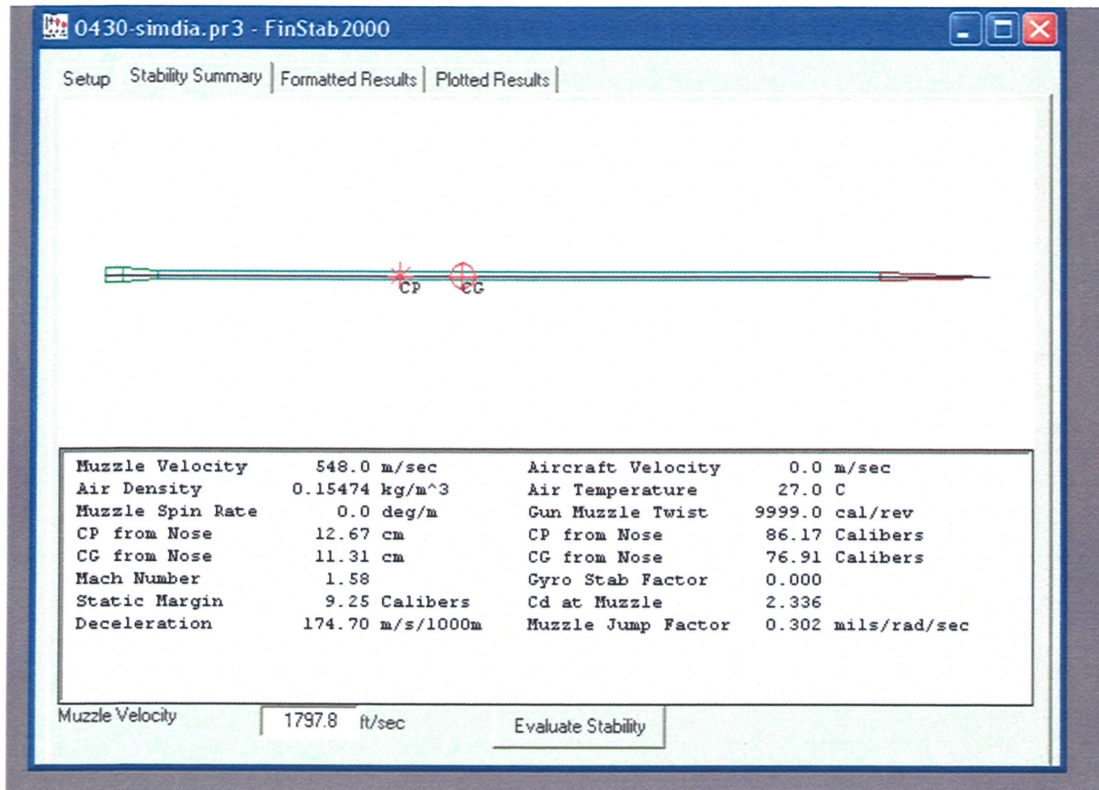 0430-simdia.pr3 - FinStab2000
Setup Stability Summary Formatted Results Plotted Results
CP CG
Muzzle Velocity 548.0 m/sec Aircraft Velocity 0.0 m/sec
Air Density 0.15474 kg/m^3 Air Temperature 27.0 C
Muzzle Spin Rate 0.0 deg/m Gun Muzzle Twist 9999.0 cal/rev
CP from Nose 12.67 cm CP from Nose 86.17 Calibers
CG from Nose 11.31 cm CG from Nose 76.91 Calibers
Mach Number 1.58 Gyro Stab Factor 0.000
Static Margin 9.25 Calibers Cd at Muzzle 2.336
Deceleration 174.70 m/s/1000m Muzzle Jump Factor 0.302 mils/rad/sec
Muzzle Velocity 1797.8 ft/sec Evaluate Stability